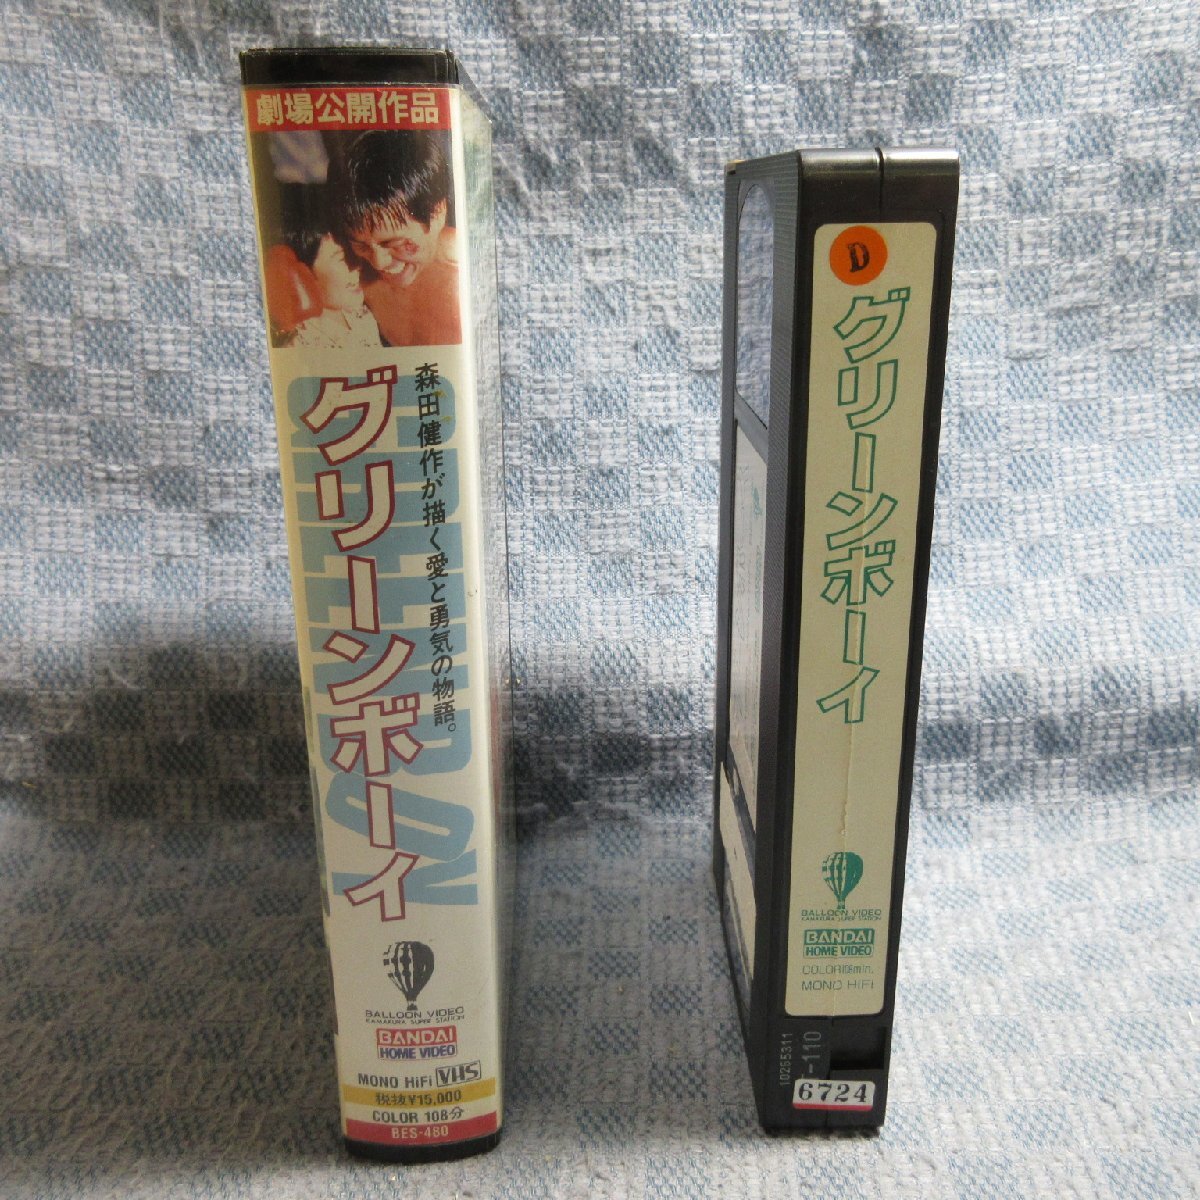 劇場公開作品
森田健作が描く愛と勇気の物語。
グリーンボーイ
BALLOON VIDEO
KAMAKURA SUPER STATION
BANDAI
HOME VIDEO
MONO HiFi VHS
税抜¥15,000
COLOR 108分
BES-480
D
グリーンボーイ
BALLOON VIDEO
KAMAKURA SUPER STATION
BANDAI
HOME VIDEO
COLOR108min.
MONO HiFi
10265311
T-110
6724